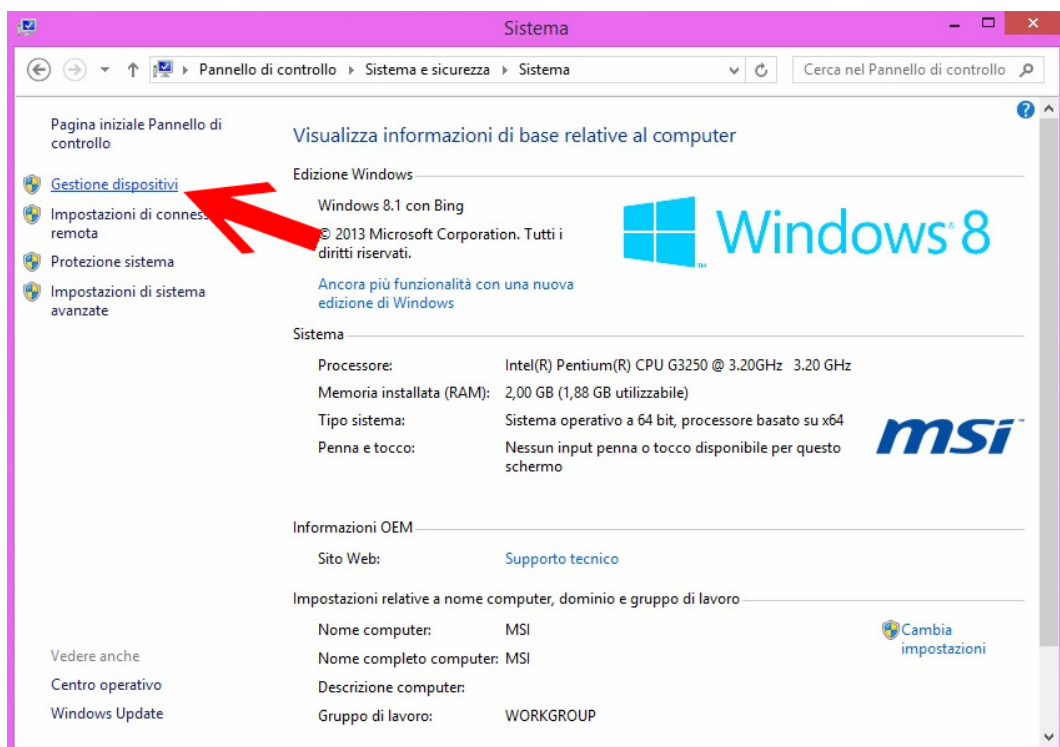 Sistema
Pannello di controllo Sistema e sicurezza Sistema
Cerca nel Pannello di controllo
Pagina iniziale Pannello di
controllo
Gestione dispositivi
Impostazioni di
remota
Protezione sistema
Impostazioni di sistema
avanzate
Visualizza informazioni di base relative al computer
Edizione Windows
Windows 8.1 con Bing
© 2013 Microsoft Corporation. Tutti i
diritti riservati.
Ancora più funzionalità con una nuova
edizione di Windows
Windows 8
Sistema
Processore: Intel(R) Pentium(R) CPU G3250 @ 3.20GHz 3.20 GHz
Memoria installata (RAM): 2,00 GB (1,88 GB utilizzabile)
Tipo sistema: Sistema operativo a 64 bit, processore basato su x64
Penna e tocco: Nessun input penna o tocco disponibile per questo
schermo
msi
Informazioni OEM
Sito Web: Supporto tecnico
Impostazioni relative a nome computer, dominio e gruppo di lavoro
Nome computer: MSI
Cambia
impostazioni
Nome completo computer: MSI
Descrizione computer:
Gruppo di lavoro: WORKGROUP
Vedere anche
Centro operativo
Windows Update